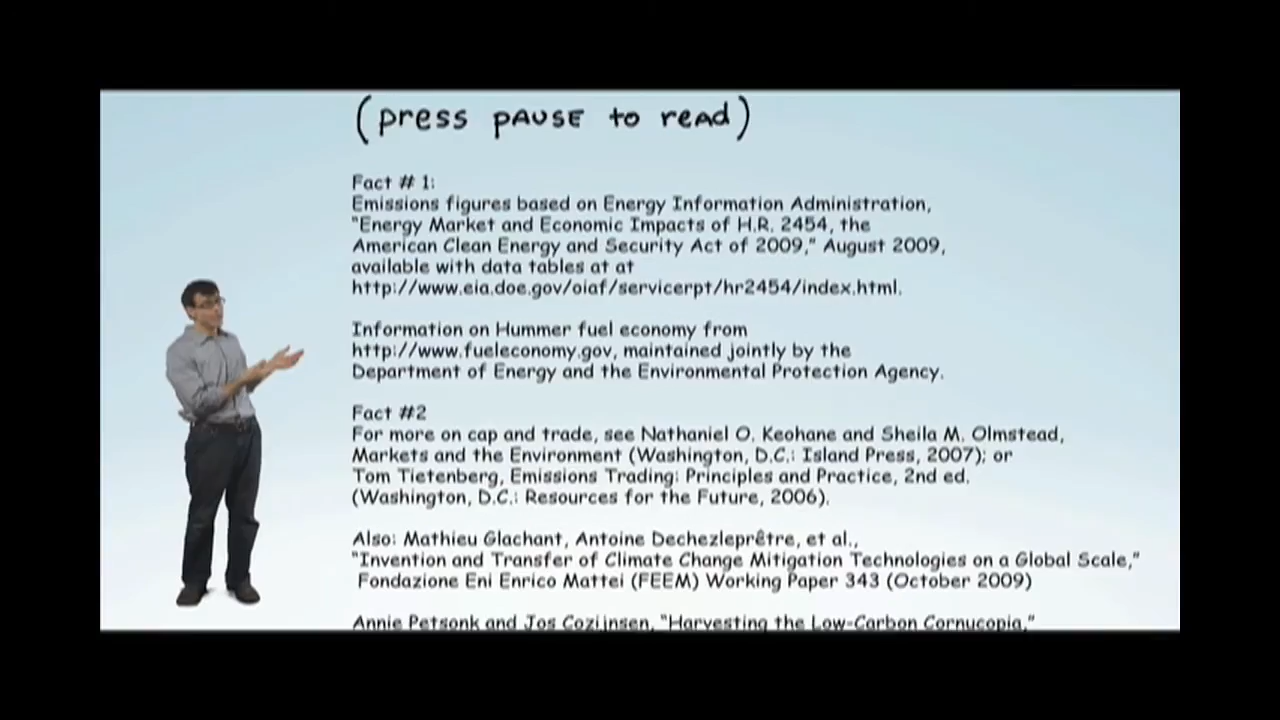 (press pAUSE to read)
Fact # 1:
Emissions figures based on Energy Information Administration,
"Energy Market and Economic Impacts of H.R. 2454, the
American Clean Energy and Security Act of 2009," August 2009,
available with data tables at at
http://www.eia.doe.gov/oiaf/servicerpt/hr2454/index.html.
Information on Hummer fuel economy from
http://www.fueleconomy.gov, maintained jointly by the
Department of Energy and the Environmental Protection Agency.
Fact #2
For more on cap and trade, see Nathaniel O. Keohane and Sheila M. Olmstead,
Markets and the Environment (Washington, D.C.: Island Press, 2007); or
Tom Tietenberg, Emissions Trading: Principles and Practice, 2nd ed.
(Washington, D.C.: Resources for the Future, 2006).
Also: Mathieu Glachant, Antoine Dechezleprêtre, et al.,
"Invention and Transfer of Climate Change Mitigation Technologies on a Global Scale,"
Fondazione Eni Enrico Mattei (FEEM) Working Paper 343 (October 2009)
Annie Petsonk and Jos Cozijnsen, "Harvesting the Low-Carbon Cornucopia,"